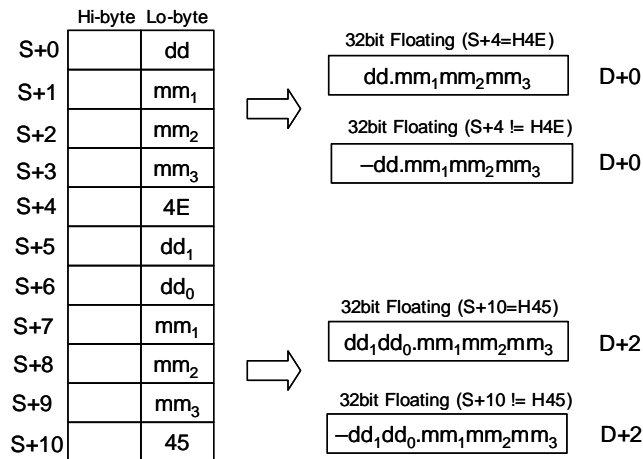 Hi-byte Lo-byte
S+0 dd
S+1 mm₁
S+2 mm₂
S+3 mm₃
S+4 4E
S+5 dd₁
S+6 dd₀
S+7 mm₁
S+8 mm₂
S+9 mm₃
S+10 45
32bit Floating (S+4=H4E)
dd.mm₁mm₂mm₃ D+0
32bit Floating (S+4 != H4E)
–dd.mm₁mm₂mm₃ D+0
32bit Floating (S+10=H45)
dd₁dd₀.mm₁mm₂mm₃ D+2
32bit Floating (S+10 != H45)
–dd₁dd₀.mm₁mm₂mm₃ D+2